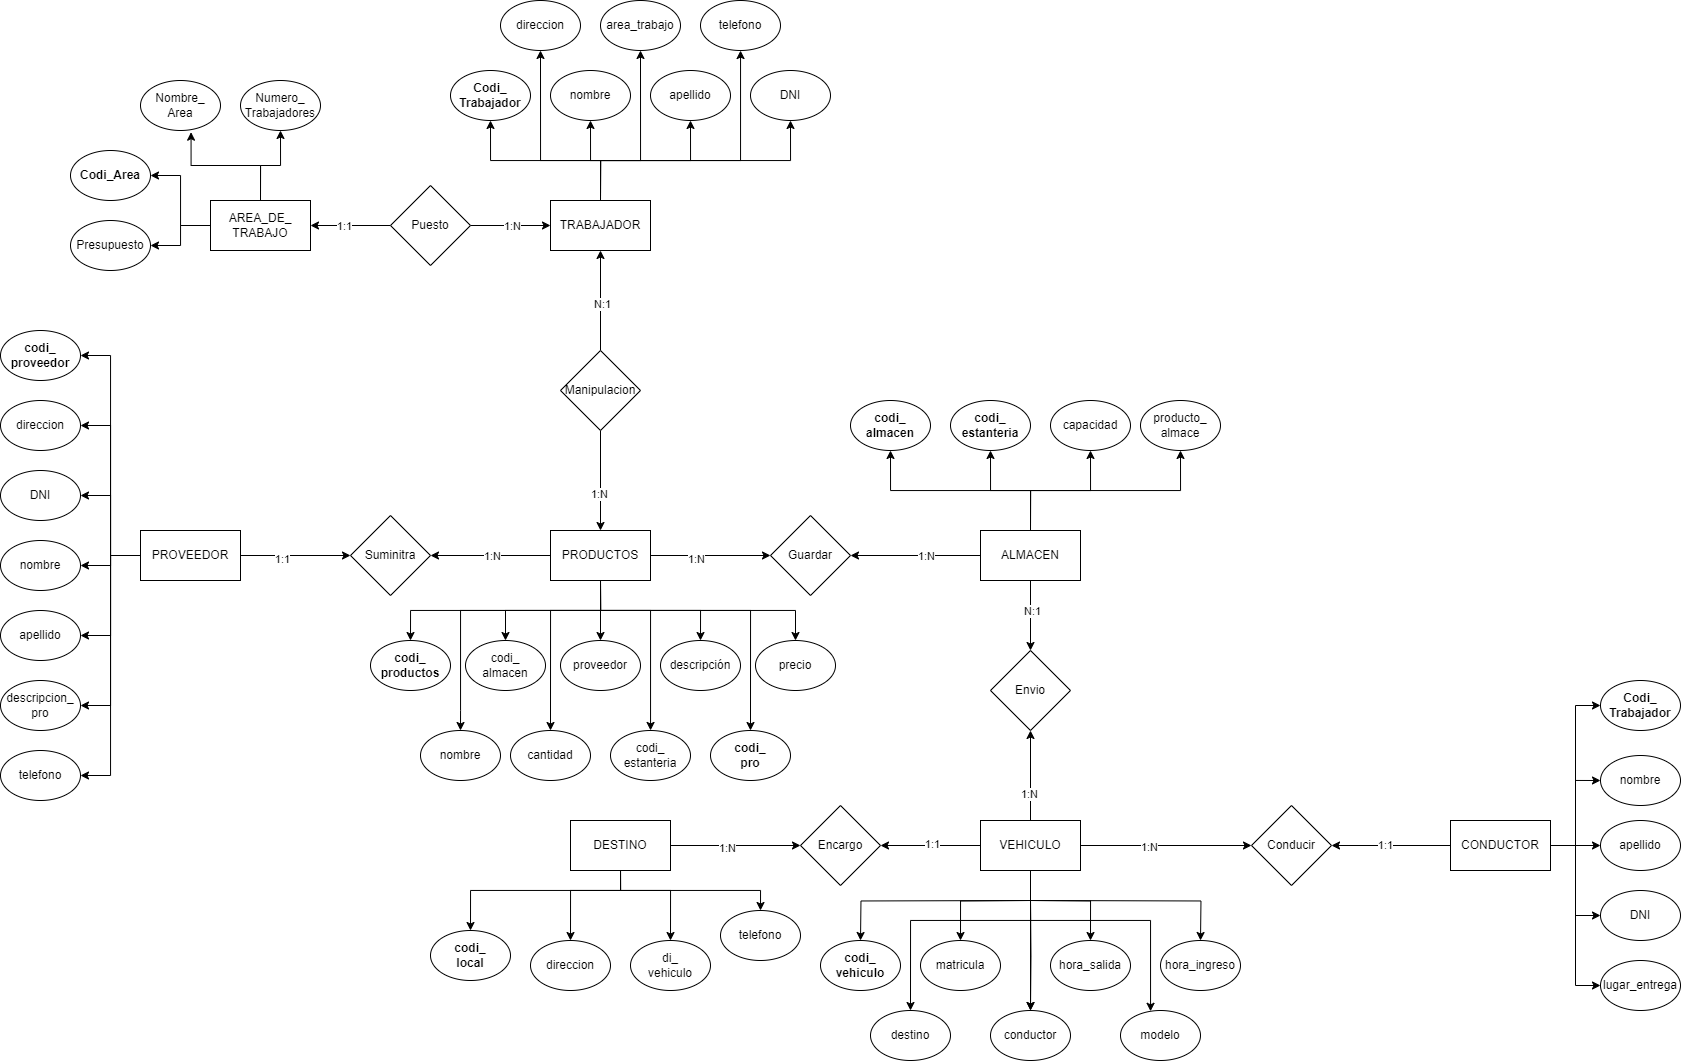 direccion
area_trabajo
telefono
Codi_
Trabajador
nombre
apellido
DNI
Nombre_
Area
Numero_
Trabajadores
Codi_Area
Presupuesto
AREA_DE_
TRABAJO
1:1
Puesto
1:N
TRABAJADOR
N:1
Manipulacion
1:N
codi_
proveedor
direccion
DNI
nombre
apellido
descripcion_
pro
telefono
PROVEEDOR
1:1
Suminitra
1:N
PRODUCTOS
1:N
Guardar
1:N
ALMACEN
codi_
almacen
codi_
estanteria
capacidad
producto_
almace
codi_
productos
codi_
almacen
proveedor
descripción
precio
nombre
cantidad
codi_
estanteria
codi_
pro
N:1
Envio
1:N
DESTINO
1:N
Encargo
1:1
VEHICULO
1:N
Conducir
1:1
CONDUCTOR
Codi_
Trabajador
nombre
apellido
DNI
lugar_entrega
codi_
local
direccion
di_
vehiculo
telefono
codi_
vehiculo
matricula
hora_salida
hora_ingreso
destino
conductor
modelo